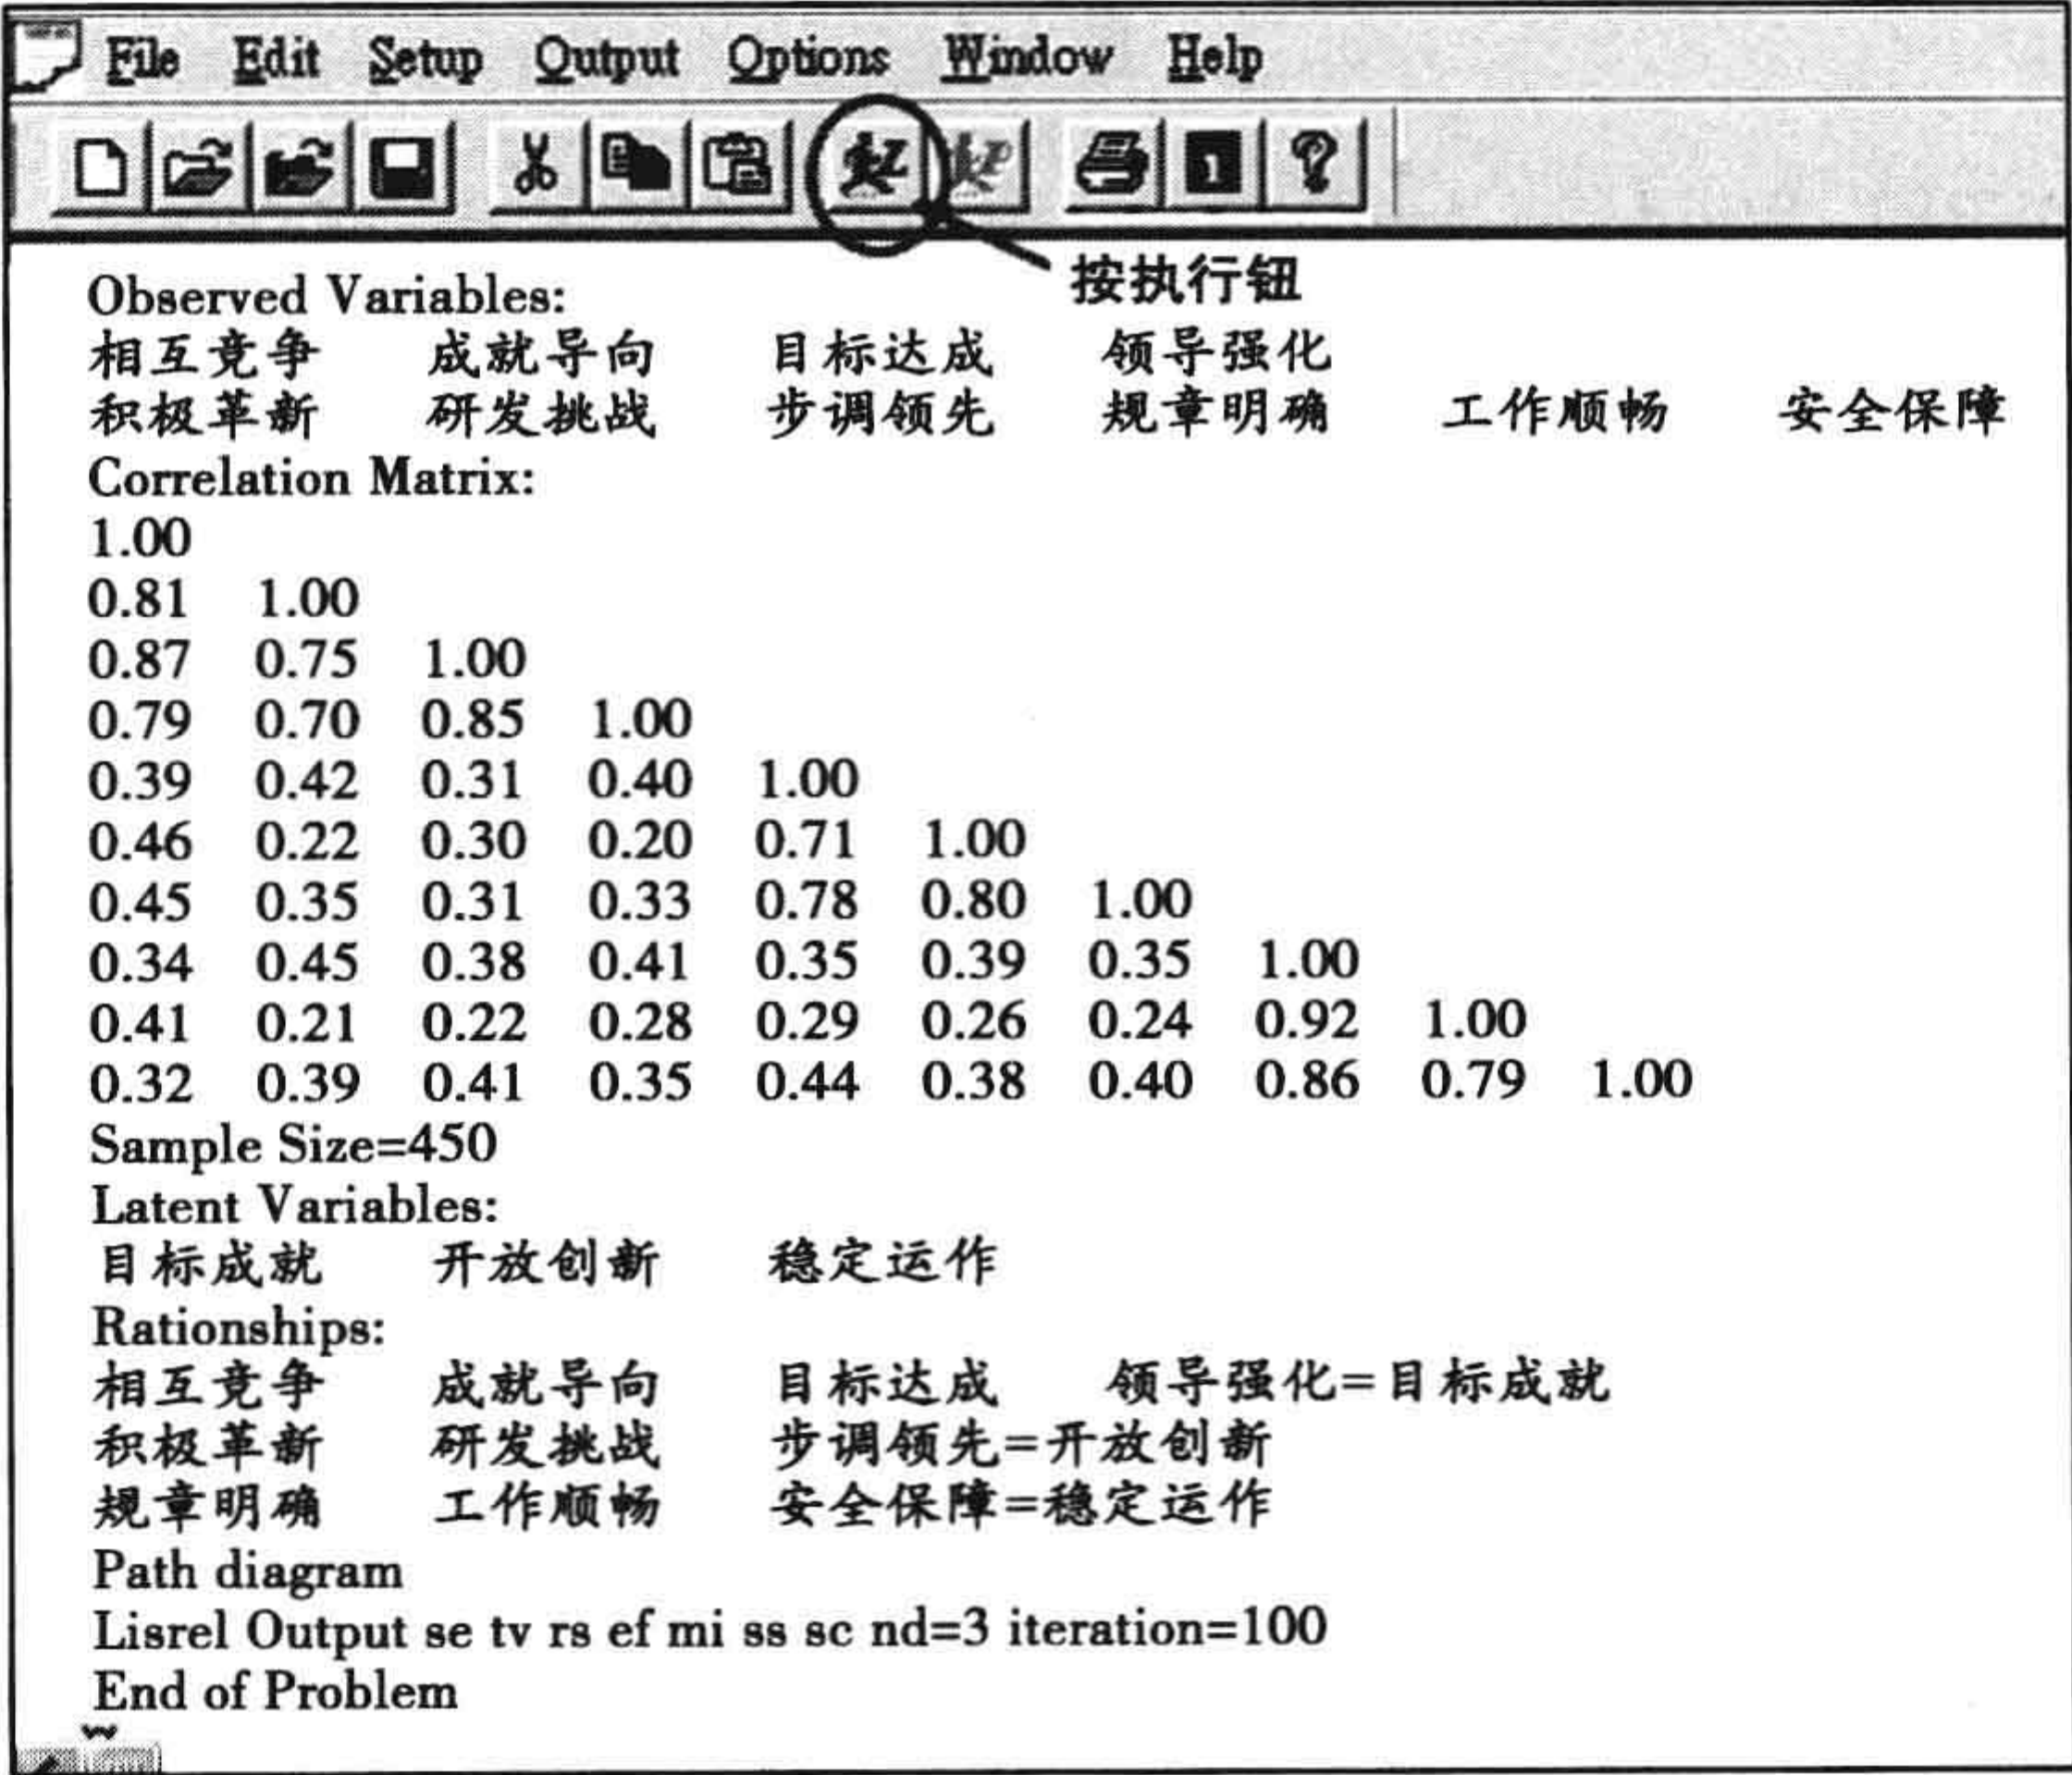 File Edit Setup Output Options Window Help
按执行钮
Observed Variables:
相互竞争 成就导向 目标达成 领导强化
积极革新 研发挑战 步调领先 规章明确 工作顺畅 安全保障
Correlation Matrix:
1.00
0.81 1.00
0.87 0.75 1.00
0.79 0.70 0.85 1.00
0.39 0.42 0.31 0.40 1.00
0.46 0.22 0.30 0.20 0.71 1.00
0.45 0.35 0.31 0.33 0.78 0.80 1.00
0.34 0.45 0.38 0.41 0.35 0.39 0.35 1.00
0.41 0.21 0.22 0.28 0.29 0.26 0.24 0.92 1.00
0.32 0.39 0.41 0.35 0.44 0.38 0.40 0.86 0.79 1.00
Sample Size=450
Latent Variables:
目标成就 开放创新 稳定运作
Rationships:
相互竞争 成就导向 目标达成 领导强化=目标成就
积极革新 研发挑战 步调领先=开放创新
规章明确 工作顺畅 安全保障=稳定运作
Path diagram
Lisrel Output se tv rs ef mi ss sc nd=3 iteration=100
End of Problem